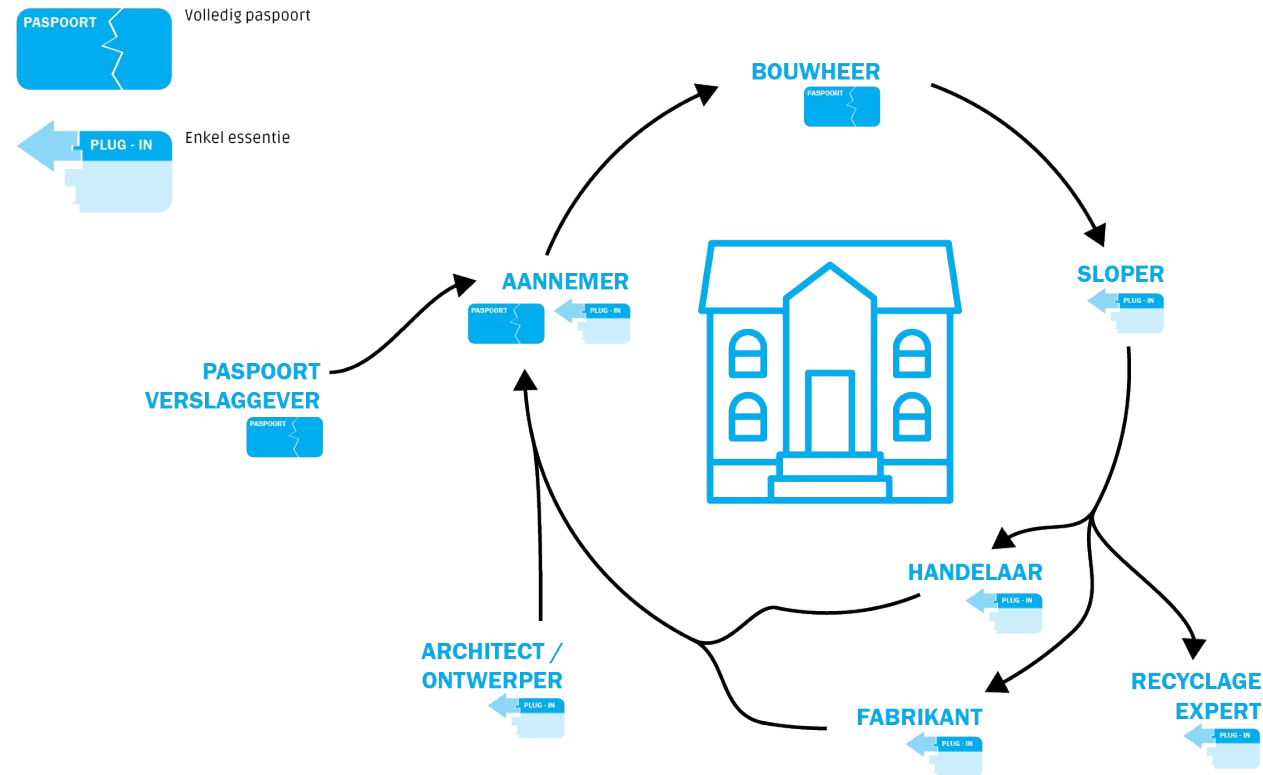 PASPOORT
Volledig paspoort
PLUG - IN
Enkel essentie
BOUWHEER
PASPOORT
SLOPER
PLUG - IN
AANNEMER
PASPOORT
PLUG - IN
PASPOORT
VERSLAGGEVER
PASPOORT
HANDELAAR
PLUG - IN
ARCHITECT /
ONTWERPER
PLUG - IN
FABRIKANT
PLUG - IN
RECYCLAGE
EXPERT
PLUG - IN